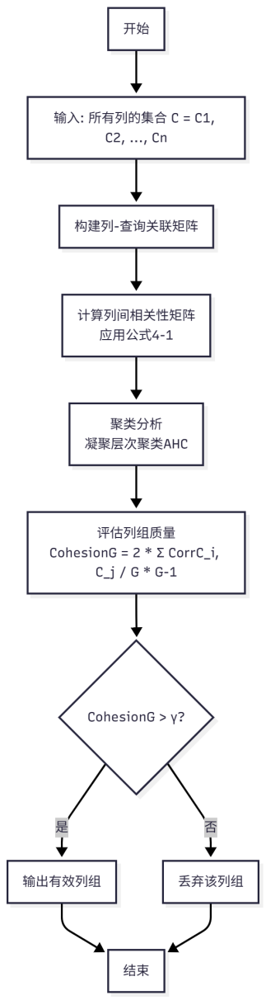 开始
输入: 所有列的集合 C = C1,
C2, ..., Cn
构建列-查询关联矩阵
计算列间相关性矩阵
应用公式4-1
聚类分析
凝聚层次聚类AHC
评估列组质量
CohesionG = 2 * Σ CorrC_i,
C_j / G * G-1
CohesionG > γ?
是
否
输出有效列组
丢弃该列组
结束